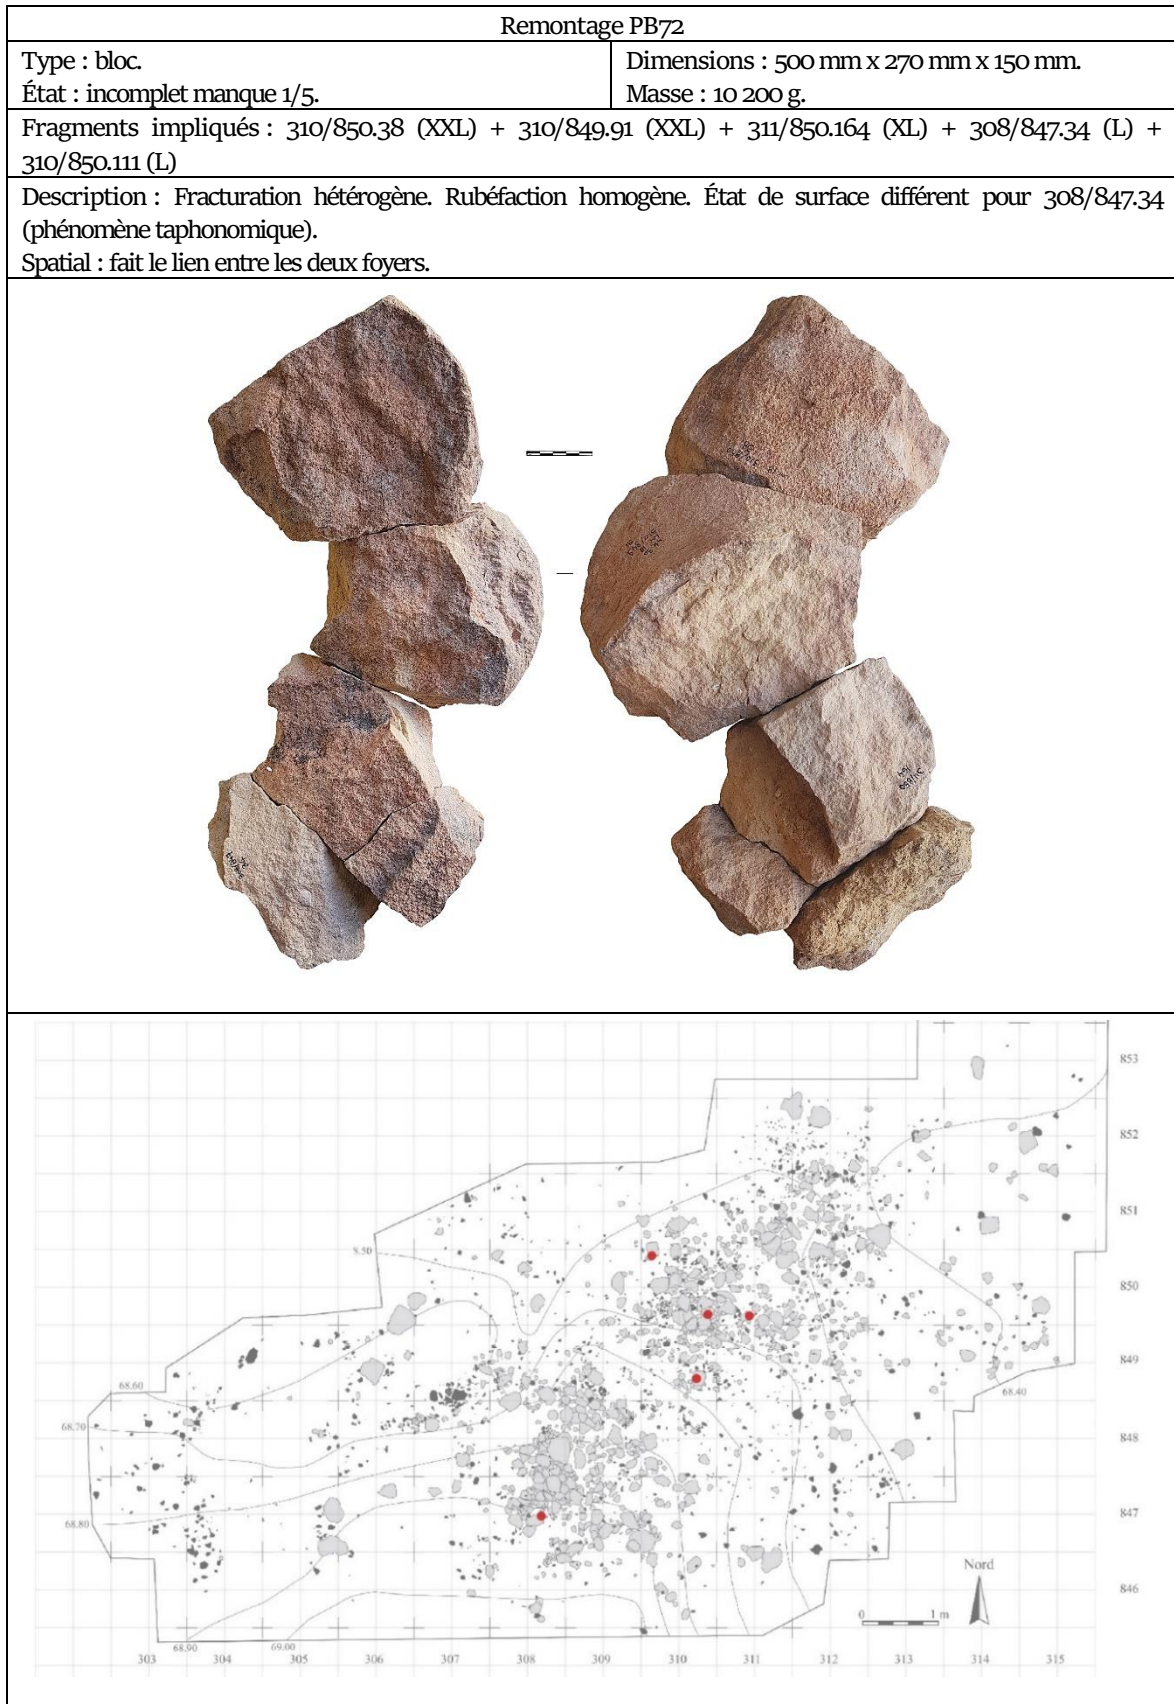 Remontage PB72
Type : bloc.
État : incomplet manque 1/5.
Dimensions : 500 mm x 270 mm x 150 mm.
Masse : 10 200 g.
Fragments impliqués : 310/850.38 (XXL) + 310/849.91 (XXL) + 311/850.164 (XL) + 308/847.34 (L) +
310/850.111 (L)
Description : Fracturation hétérogène. Rubéfaction homogène. État de surface différent pour 308/847.34
(phénomène taphonomique).
Spatial : fait le lien entre les deux foyers.
311/850
164
853
852
851
850
849
848
847
846
8.50
68.60
68.70
68.80
68.90
69.00
68.40
Nord
0 1 m
303 304 305 306 307 308 309 310 311 312 313 314 315